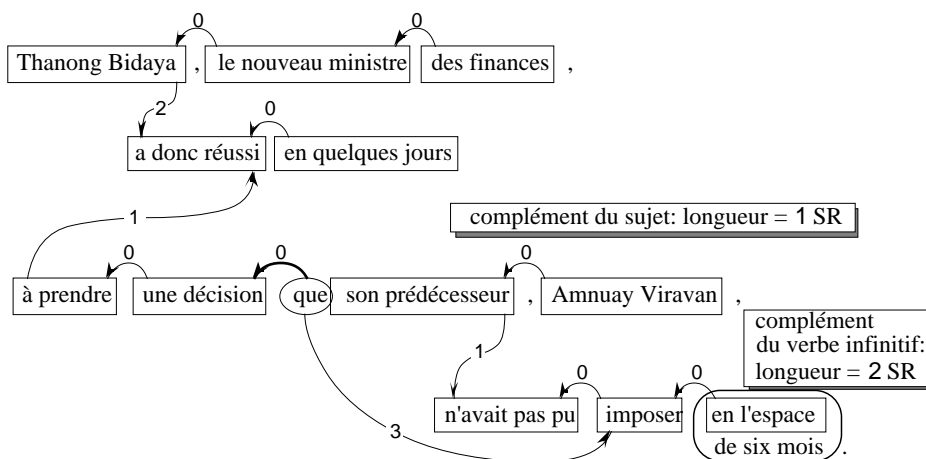 0 0
Thanong Bidaya , le nouveau ministre des finances ,
2 0
a donc réussi en quelques jours
1
complément du sujet: longueur = 1 SR
0 0 0
à prendre une décision que son prédécesseur , Amnuay Viravan ,
complément
du verbe infinitif:
longueur = 2 SR
1 0 0
n'avait pas pu imposer en l'espace
3
de six mois .